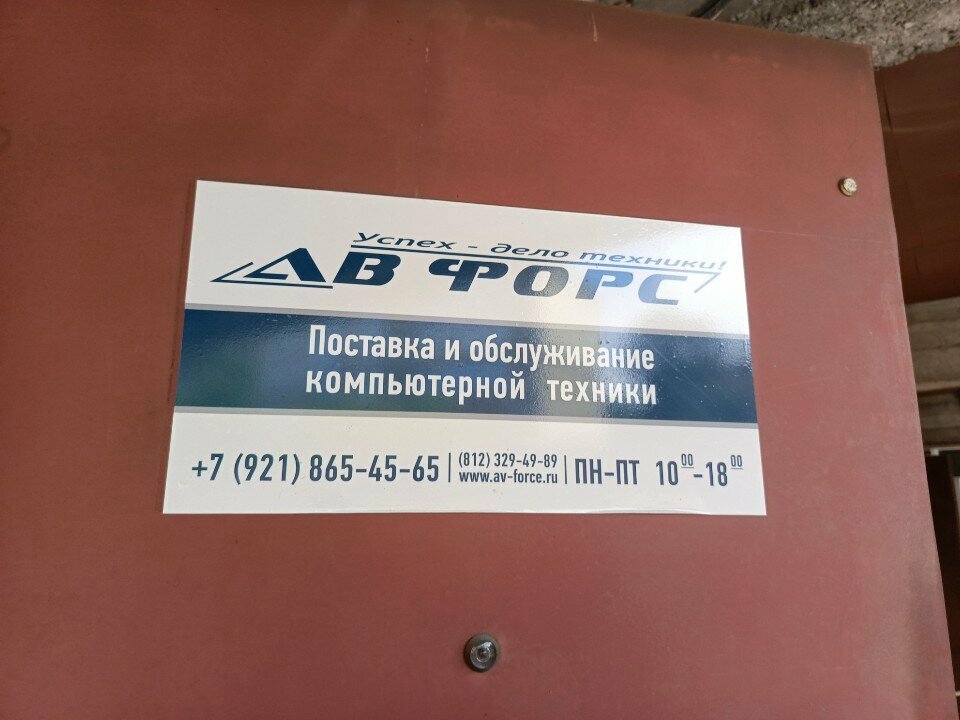 Успех - дело техники!
АВ ФОРС
Поставка и обслуживание
компьютерной техники
+7 (921) 865-45-65
(812) 329-49-89
www.av-force.ru
ПН-ПТ 10⁰⁰-18⁰⁰